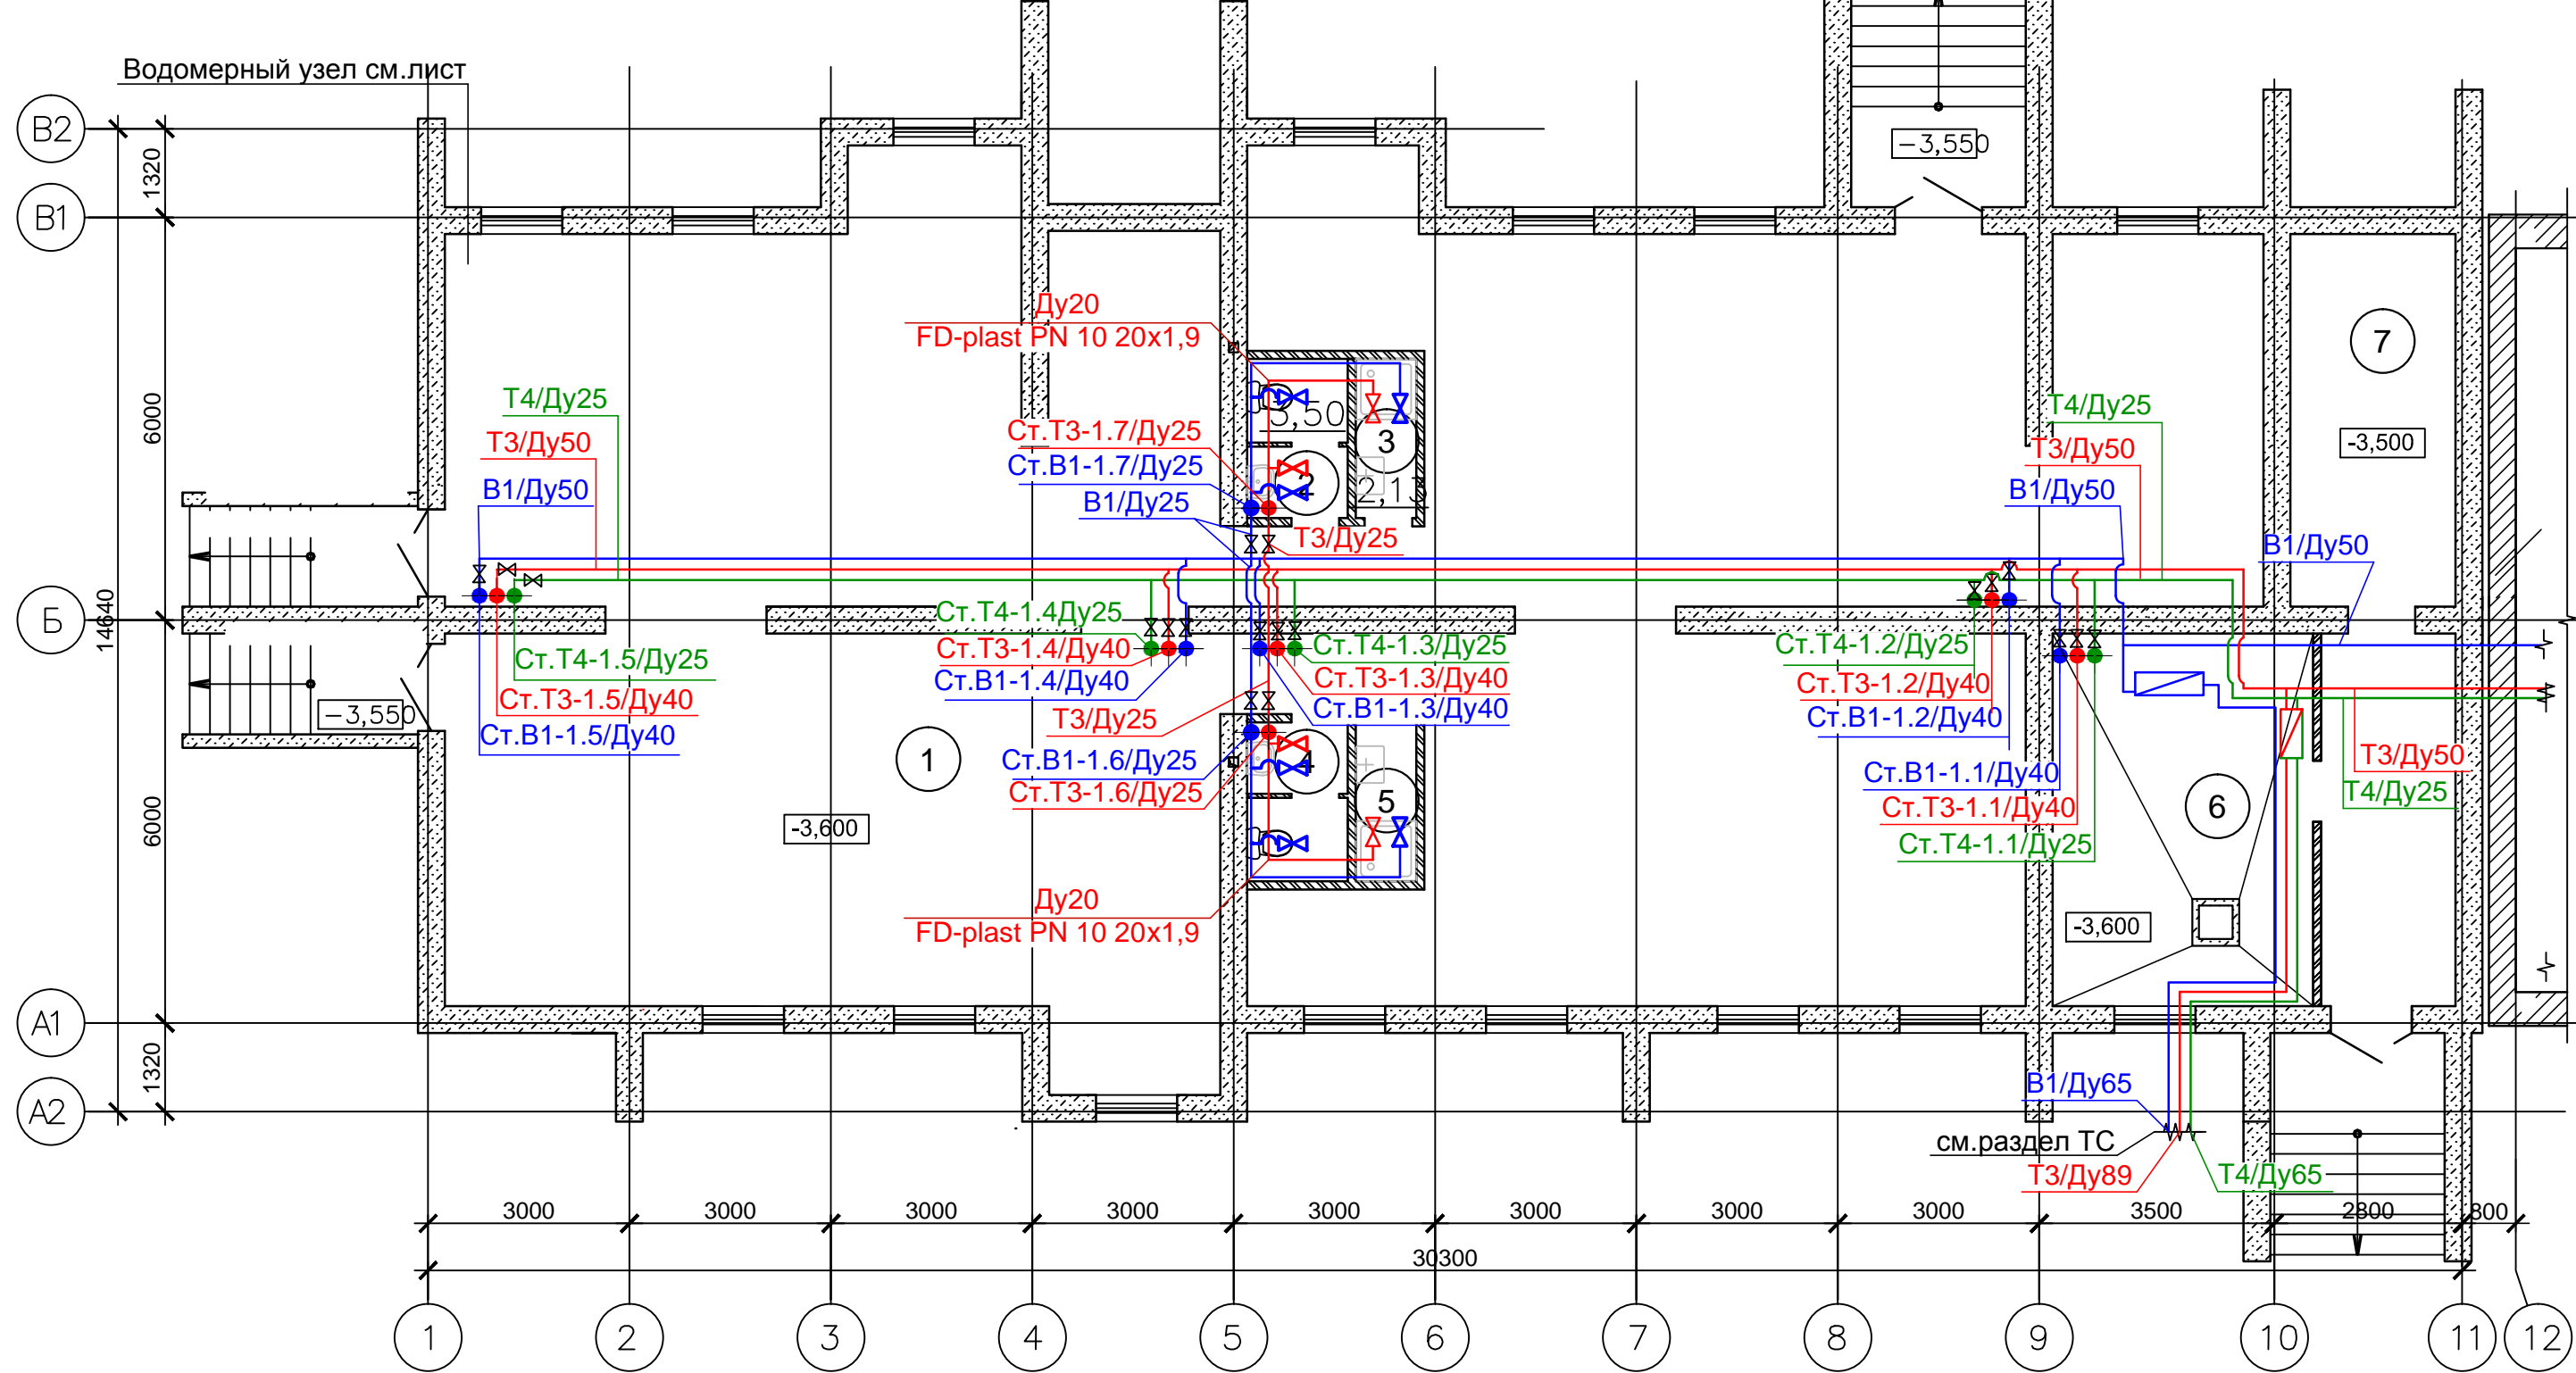 Водомерный узел см.лист
В2
В1
Б
А1
А2
1320
6000
14640
6000
1320
-3,550
-3,550
Ду20
FD-plast PN 10 20x1,9
Т4/Ду25
Т3/Ду50
В1/Ду50
Ст.Т3-1.7/Ду25
Ст.В1-1.7/Ду25
В1/Ду25
Т3/Ду25
3,50
3
2
2,13
Т4/Ду25
Т3/Ду50
В1/Ду50
7
-3,500
В1/Ду50
Ст.Т4-1.5/Ду25
Ст.Т3-1.5/Ду40
Ст.В1-1.5/Ду40
Ст.Т4-1.4Ду25
Ст.Т3-1.4/Ду40
Ст.В1-1.4/Ду40
Т3/Ду25
Ст.В1-1.6/Ду25
Ст.Т3-1.6/Ду25
Ст.Т4-1.3/Ду25
Ст.Т3-1.3/Ду40
Ст.В1-1.3/Ду40
Ст.Т4-1.2/Ду25
Ст.Т3-1.2/Ду40
Ст.В1-1.2/Ду40
Ст.В1-1.1/Ду40
Ст.Т3-1.1/Ду40
Ст.Т4-1.1/Ду25
Т3/Ду50
Т4/Ду25
1
-3,600
4
5
6
-3,600
Ду20
FD-plast PN 10 20x1,9
В1/Ду65
см.раздел ТС
Т3/Ду89
Т4/Ду65
3000 3000 3000 3000 3000 3000 3000 3000 3500 2800 800
30300
1 2 3 4 5 6 7 8 9 10 11 12